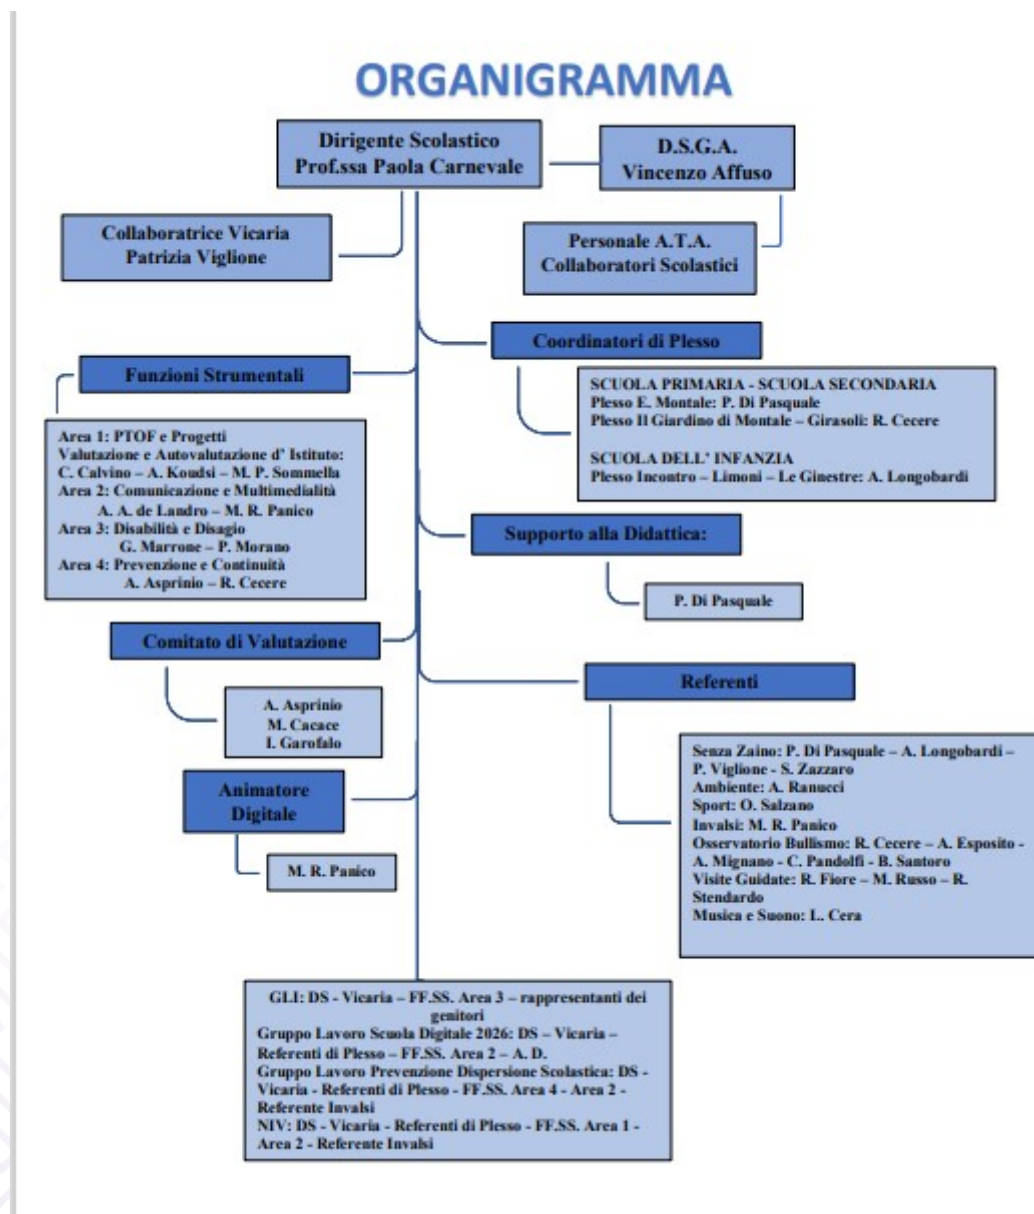 ORGANIGRAMMA
Dirigente Scolastico
Prof.ssa Paola Carnevale
D.S.G.A.
Vincenzo Affuso
Collaboratrice Vicaria
Patrizia Viglione
Personale A.T.A.
Collaboratori Scolastici
Coordinatori di Plesso
SCUOLA PRIMARIA - SCUOLA SECONDARIA
Plesso E. Montale: P. Di Pasquale
Plesso Il Giardino di Montale – Girasoli: R. Cecere
SCUOLA DELL' INFANZIA
Plesso Incontro – Limoni – Le Ginestre: A. Longobardi
Funzioni Strumentali
Area 1: PTOF e Progetti
Valutazione e Autovalutazione d' Istituto:
C. Calvino – A. Koudsi – M. P. Sommella
Area 2: Comunicazione e Multimedialità
A. A. de Landro – M. R. Panico
Area 3: Disabilità e Disagio
G. Marrone – P. Morano
Area 4: Prevenzione e Continuità
A. Asprinio – R. Cecere
Supporto alla Didattica:
P. Di Pasquale
Comitato di Valutazione
A. Asprinio
M. Cacace
I. Garofalo
Referenti
Senza Zaino: P. Di Pasquale – A. Longobardi –
P. Viglione - S. Zazzaro
Ambiente: A. Ranucci
Sport: O. Salzano
Invalsi: M. R. Panico
Osservatorio Bullismo: R. Cecere – A. Esposito -
A. Mignano - C. Pandolfi - B. Santoro
Visite Guidate: R. Fiore – M. Russo – R.
Stendardo
Musica e Suono: L. Cera
Animatore
Digitale
M. R. Panico
GLI: DS - Vicaria – FF.SS. Area 3 – rappresentanti dei
genitori
Gruppo Lavoro Scuola Digitale 2026: DS – Vicaria –
Referenti di Plesso – FF.SS. Area 2 – A. D.
Gruppo Lavoro Prevenzione Dispersione Scolastica: DS -
Vicaria - Referenti di Plesso - FF.SS. Area 4 - Area 2 -
Referente Invalsi
NIV: DS - Vicaria - Referenti di Plesso - FF.SS. Area 1 -
Area 2 - Referente Invalsi